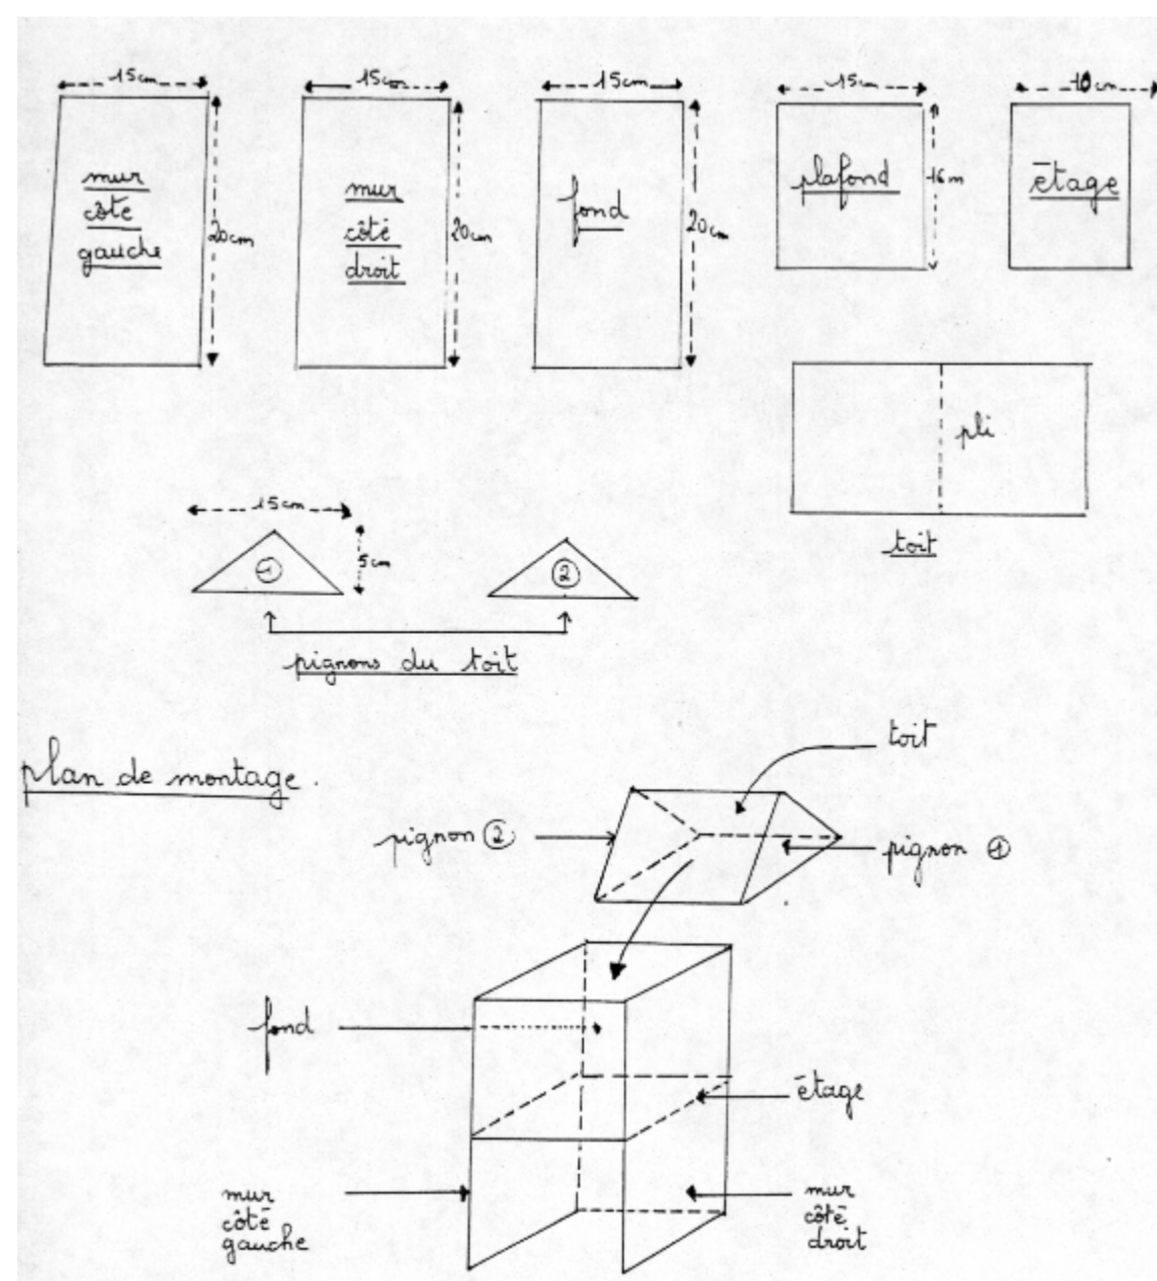 15cm
15cm
15cm
15cm
10cm
mur
côté
gauche
20cm
mur
côté
droit
20cm
fond
20cm
plafond
16m
étage
pli
toit
15cm
5cm
1
2
pignons du toit
plan de montage.
toit
pignon 2
pignon 1
fond
étage
mur
côté
gauche
mur
côté
droit